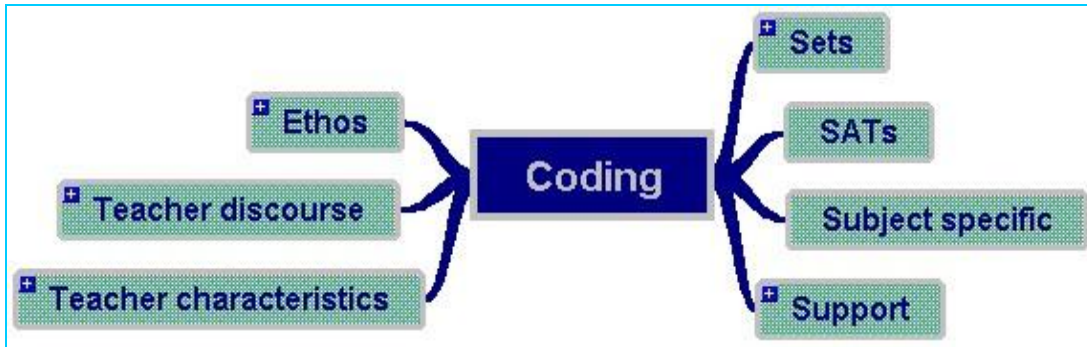 Coding
Ethos
Teacher discourse
Teacher characteristics
Sets
SATs
Subject specific
Support